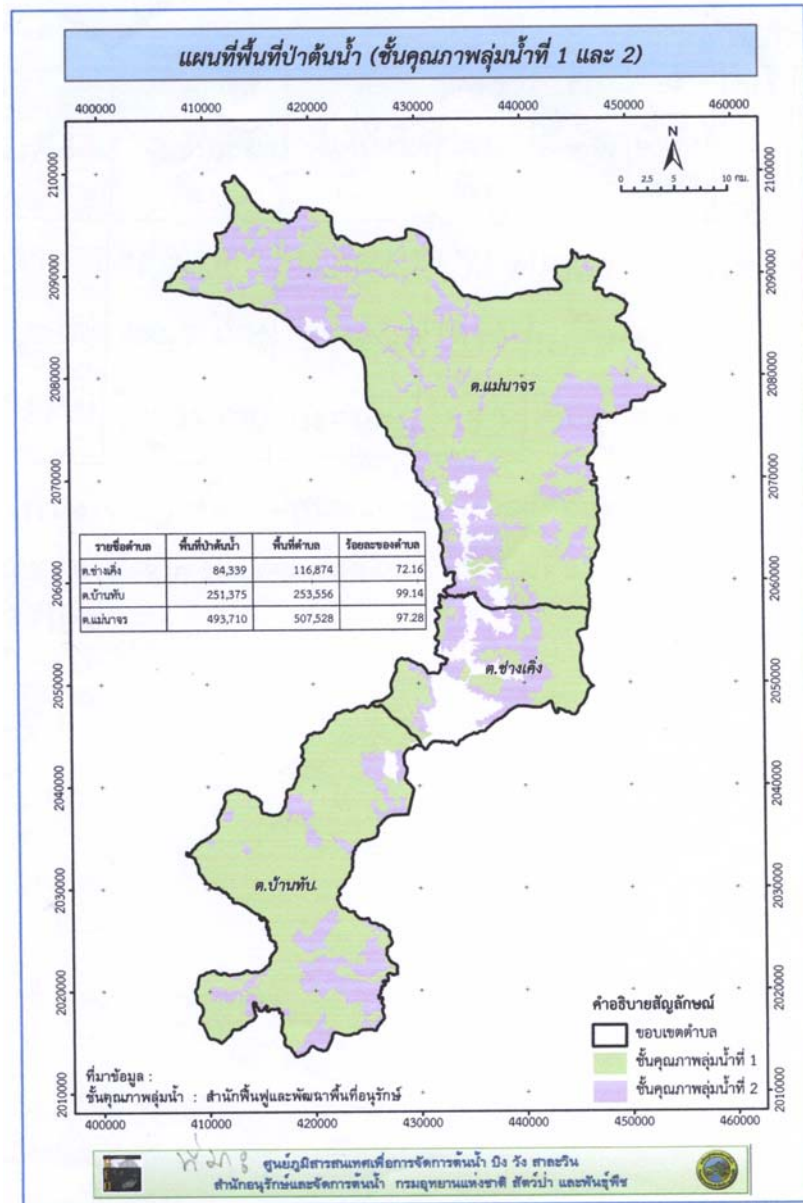 แผนที่พื้นที่ป่าต้นน้ำ (ชั้นคุณภาพลุ่มน้ำที่ 1 และ 2)
400000 410000 420000 430000 440000 450000 460000
N
0 2.5 5 10 กม.
2100000 2100000
2090000 2090000
2080000 2080000
ต.แม่นาจร
2070000 2070000
รายชื่อตำบล พื้นที่ป่าต้นน้ำ พื้นที่ตำบล ร้อยละของตำบล
ต.ช่างเคิ่ง 84,339 116,874 72.16
ต.บ้านทับ 251,375 253,556 99.14
ต.แม่นาจร 493,710 507,528 97.28
2060000 2060000
ต.ช่างเคิ่ง
2050000 2050000
2040000 2040000
ต.บ้านทับ
2030000 2030000
2020000 2020000
คำอธิบายสัญลักษณ์
ขอบเขตตำบล
ชั้นคุณภาพลุ่มน้ำที่ 1
ชั้นคุณภาพลุ่มน้ำที่ 2
ที่มาข้อมูล :
ชั้นคุณภาพลุ่มน้ำ : สำนักฟื้นฟูและพัฒนาพื้นที่อนุรักษ์
2010000 2010000
400000 410000 420000 430000 440000 450000 460000
ศูนย์ภูมิสารสนเทศเพื่อการจัดการต้นน้ำ ปิง วัง สาละวิน
สำนักอนุรักษ์และจัดการต้นน้ำ กรมอุทยานแห่งชาติ สัตว์ป่า และพันธุ์พืช